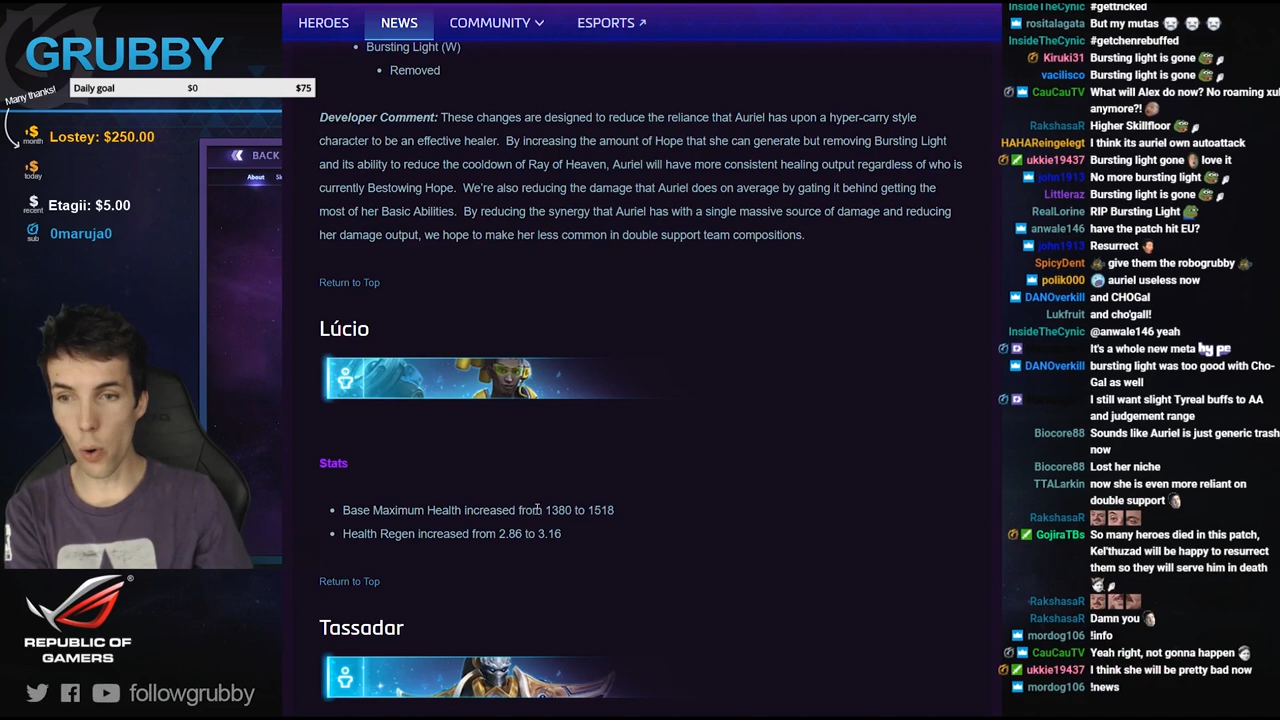 GRUBBY
Many thanks!
Daily goal $0 $75
$ month Lostey: $250.00
$ today
$ recent Etagii: $5.00
sub 0maruja0
BACK
About
REPUBLIC OF
GAMERS
followgrubby
HEROES NEWS COMMUNITY ESPORTS
Bursting Light (W)
Removed
Developer Comment: These changes are designed to reduce the reliance that Auriel has upon a hyper-carry style
character to be an effective healer. By increasing the amount of Hope that she can generate but removing Bursting Light
and its ability to reduce the cooldown of Ray of Heaven, Auriel will have more consistent healing output regardless of who is
currently Bestowing Hope. We're also reducing the damage that Auriel does on average by gating it behind getting the
most of her Basic Abilities. By reducing the synergy that Auriel has with a single massive source of damage and reducing
her damage output, we hope to make her less common in double support team compositions.
Return to Top
Lúcio
Stats
Base Maximum Health increased from 1380 to 1518
Health Regen increased from 2.86 to 3.16
Return to Top
Tassadar
InsideTheCynic #gettricked
rositalagata But my mutas
InsideTheCynic #getchenrebuffed
Kiruki31 Bursting light is gone
vacilisco Bursting light is gone
CauCauTV What will Alex do now? No roaming xul
anymore?!
RakshasaR Higher Skillfloor
HAHAReingelegt I think its auriel own autoattack
ukkie19437 Bursting light gone love it
john1913 No more bursting light
Littleraz Bursting light is gone
RealLorine RIP Bursting Light
anwale146 have the patch hit EU?
john1913 Resurrect
SpicyDent give them the robogrubby
polik000 auriel useless now
DANOverkill and CHOGal
Lukfruit and cho'gall!
InsideTheCynic @anwale146 yeah
It's a whole new meta hype
DANOverkill bursting light was too good with Cho-
Gal as well
I still want slight Tyreal buffs to AA
and judgement range
Biocore88 Sounds like Auriel is just generic trash
now
Biocore88 Lost her niche
TTALarkin now she is even more reliant on
double support
RakshasaR
GojiraTBs So many heroes died in this patch,
Kel'thuzad will be happy to resurrect
them so they will serve him in death
RakshasaR
RakshasaR Damn you
mordog106 !info
CauCauTV Yeah right, not gonna happen
ukkie19437 I think she will be pretty bad now
mordog106 !news